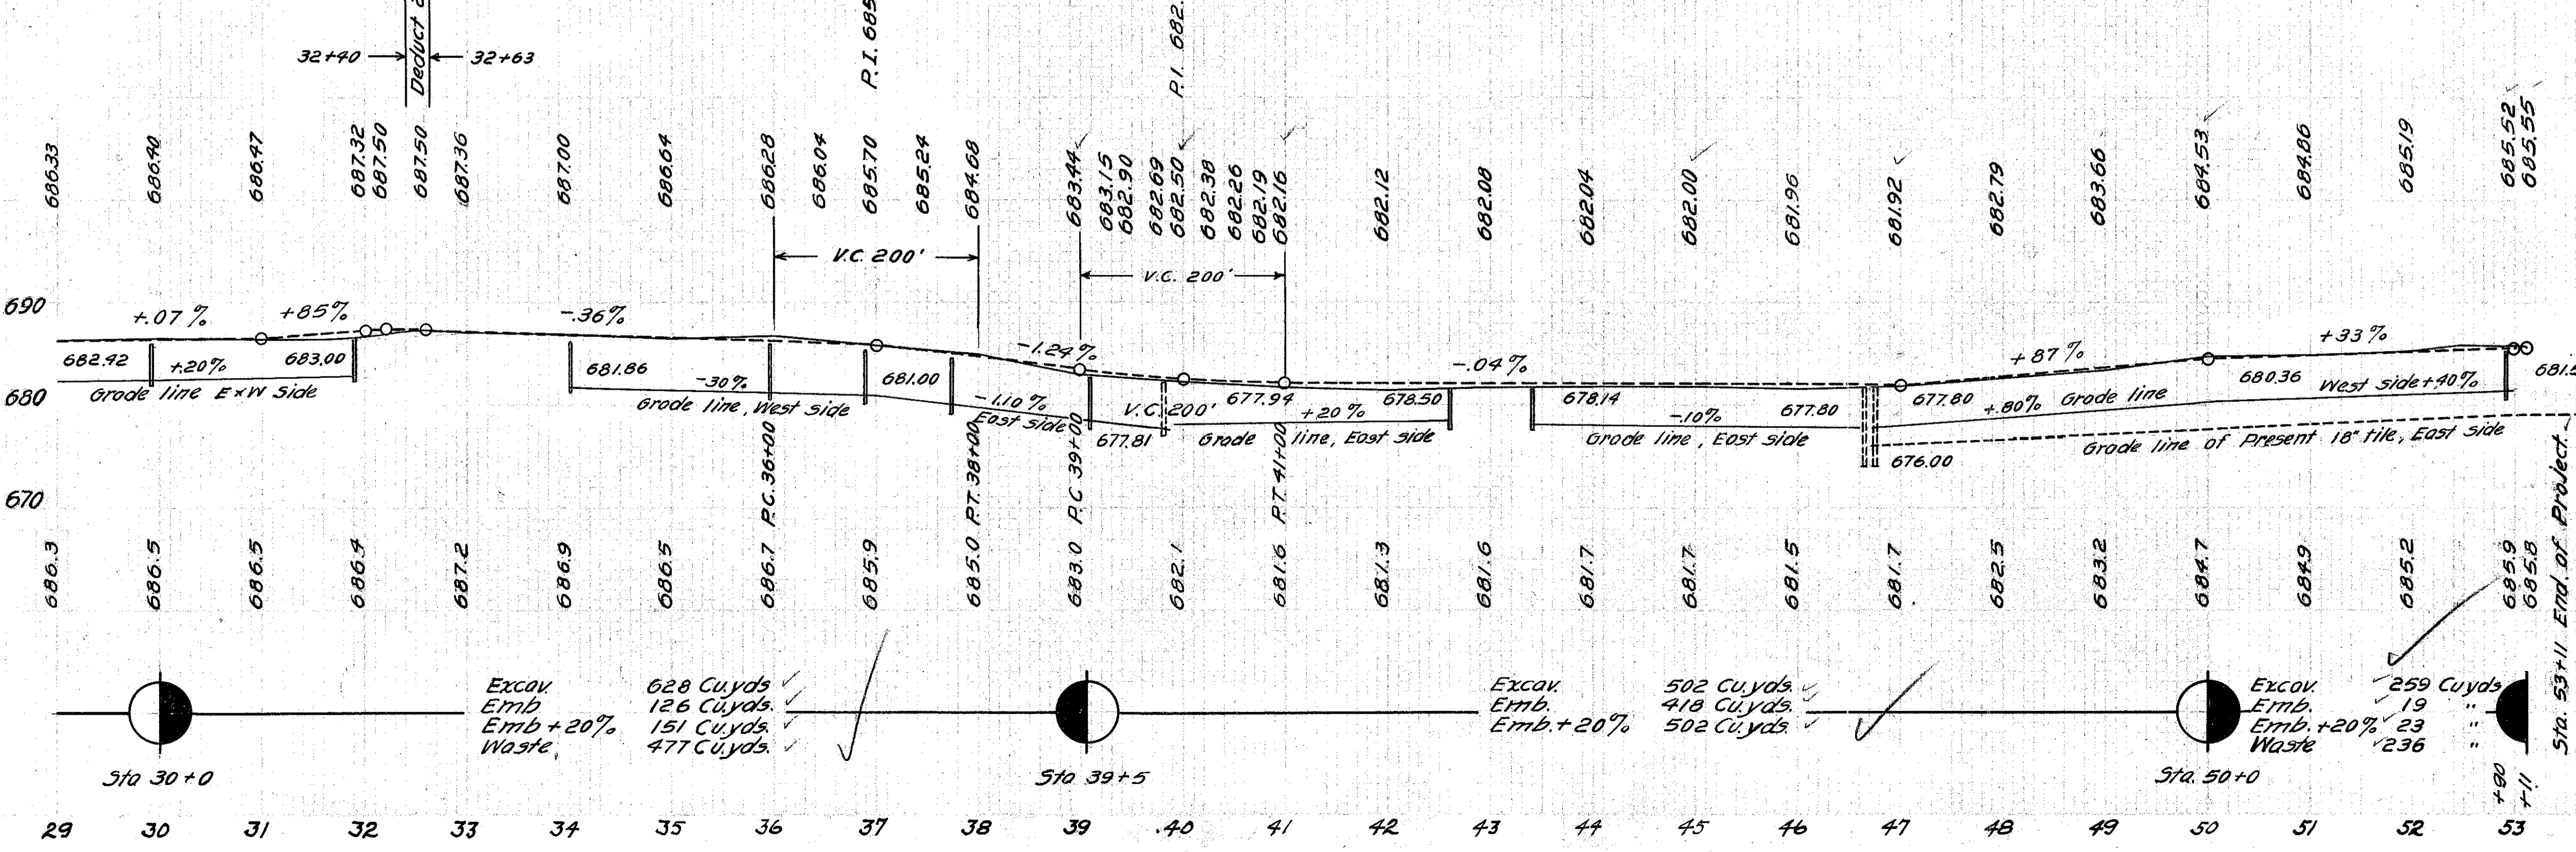 Deduct
P.I. 685
P.I. 682.
32+40
32+63
686.33
686.40
686.47
687.32
687.50
687.50
687.36
687.00
686.64
686.28
686.04
685.70
685.24
684.68
683.44
683.15
682.90
682.69
682.50
682.38
682.26
682.19
682.16
682.12
682.08
682.04
682.00
681.96
681.92
682.79
683.66
684.53
684.86
685.19
685.52
685.55
V.C. 200'
V.C. 200'
690
+.07 %
+85%
-.36%
-1.24%
-.04%
+87%
+33%
682.92
+.20%
683.00
681.86
-30%
681.00
-1.10%
V.C. 200'
677.94
+20%
678.50
678.14
-.10%
677.80
677.80
+.80%
Grade line
680.36
West side +.40%
681.5
680
Grade line E&W Side
Grade line, West side
East side
677.81
Grade line, East side
Grade line, East side
676.00
Grade line of Present 18" tile, East side
670
P.C. 36+00
P.T. 38+00
P.C. 39+00
P.T. 41+00
686.3
686.5
686.5
686.4
687.2
686.9
686.5
686.7
685.9
685.0
683.0
682.1
681.6
681.3
681.6
681.7
681.7
681.5
681.7
682.5
683.2
684.7
684.9
685.2
685.9
685.8
Sta. 53+11 End of Project
Excav. 628 Cu.yds
Emb 126 Cu.yds.
Emb +20% 151 Cu.yds.
Waste 477 Cu.yds.
Excav. 502 Cu.yds.
Emb. 418 Cu.yds.
Emb.+20% 502 Cu.yds.
Excav. 259 Cu yds
Emb. 19 "
Emb.+20% 23 "
Waste 236 "
Sta 30+0
Sta 39+5
Sta. 50+0
+90
+11
29 30 31 32 33 34 35 36 37 38 39 40 41 42 43 44 45 46 47 48 49 50 51 52 53